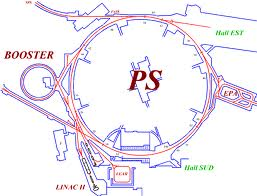 Hall EST
BOOSTER
PS
EPA
Hall SUD
LEAR
LINAC II